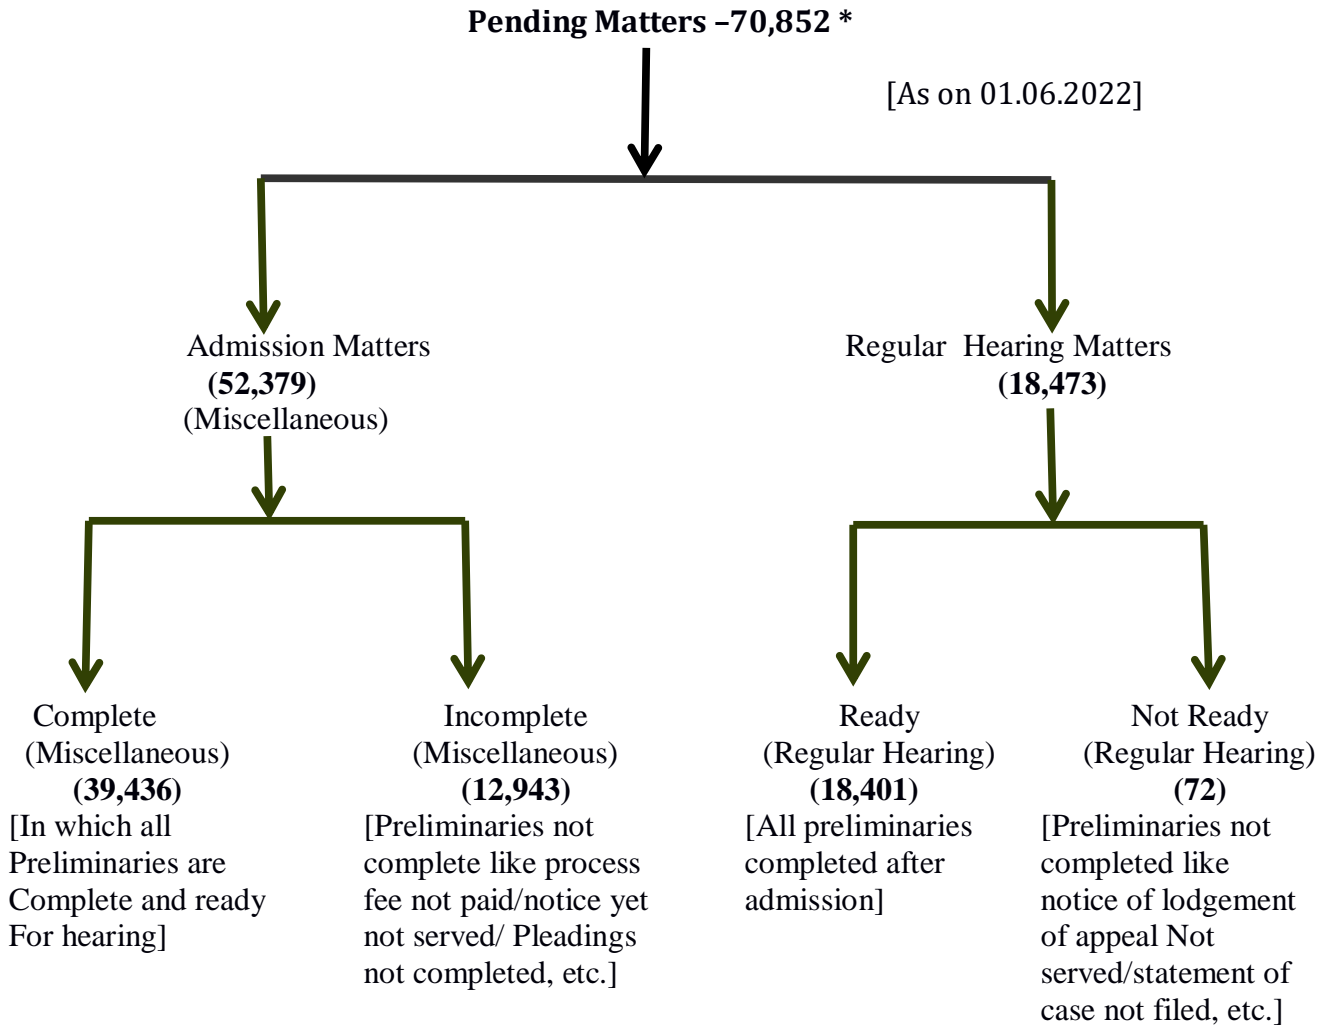 Pending Matters –70,852 *
[As on 01.06.2022]
Admission Matters
(52,379)
(Miscellaneous)
Regular Hearing Matters
(18,473)
Complete
(Miscellaneous)
(39,436)
[In which all
Preliminaries are
Complete and ready
For hearing]
Incomplete
(Miscellaneous)
(12,943)
[Preliminaries not
complete like process
fee not paid/notice yet
not served/ Pleadings
not completed, etc.]
Ready
(Regular Hearing)
(18,401)
[All preliminaries
completed after
admission]
Not Ready
(Regular Hearing)
(72)
[Preliminaries not
completed like
notice of lodgement
of appeal Not
served/statement of
case not filed, etc.]